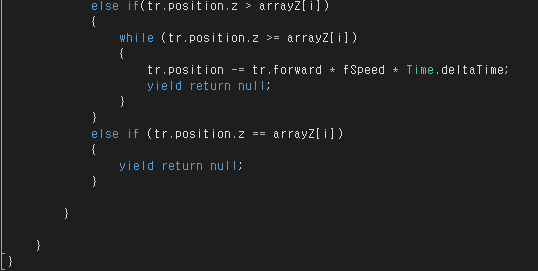 else if(tr.position.z > arrayZ[i])
{
while (tr.position.z >= arrayZ[i])
{
tr.position -= tr.forward * fSpeed * Time.deltaTime;
yield return null;
}
}
else if (tr.position.z == arrayZ[i])
{
yield return null;
}
}
}
}